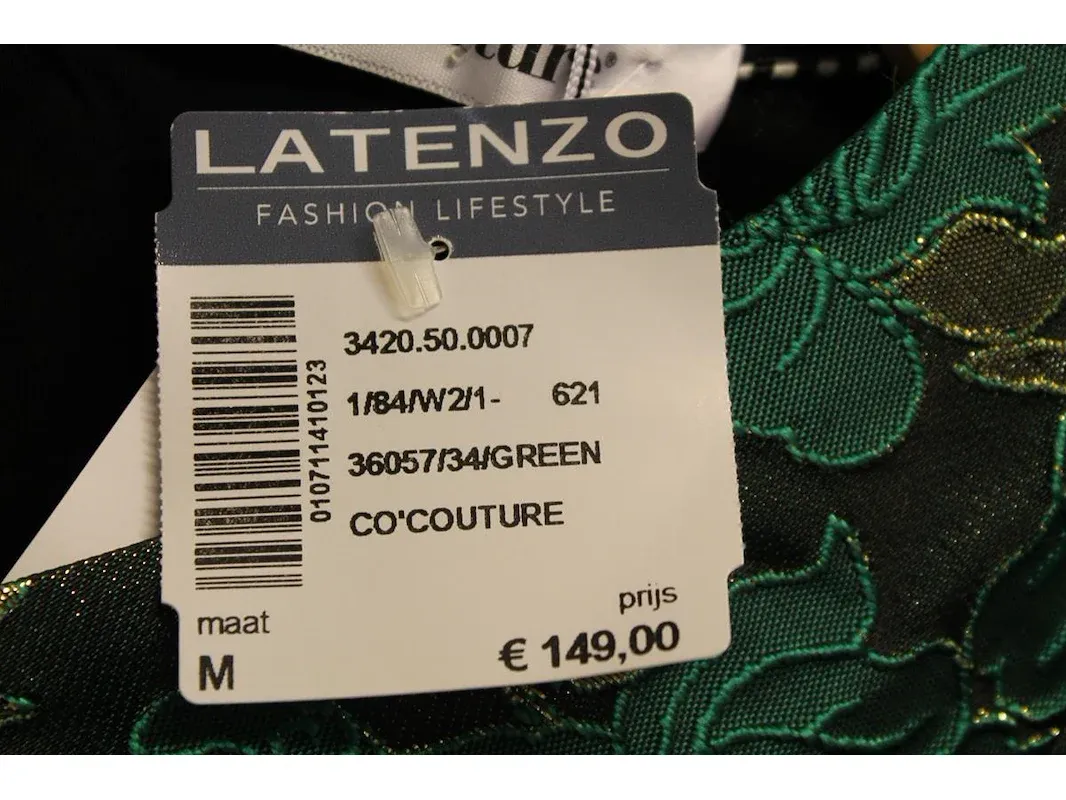 LATENZO
FASHION LIFESTYLE
3420.50.0007
1/84/W2/1- 621
36057/34/GREEN
CO'COUTURE
010711410123
maat
M
prijs
€ 149,00